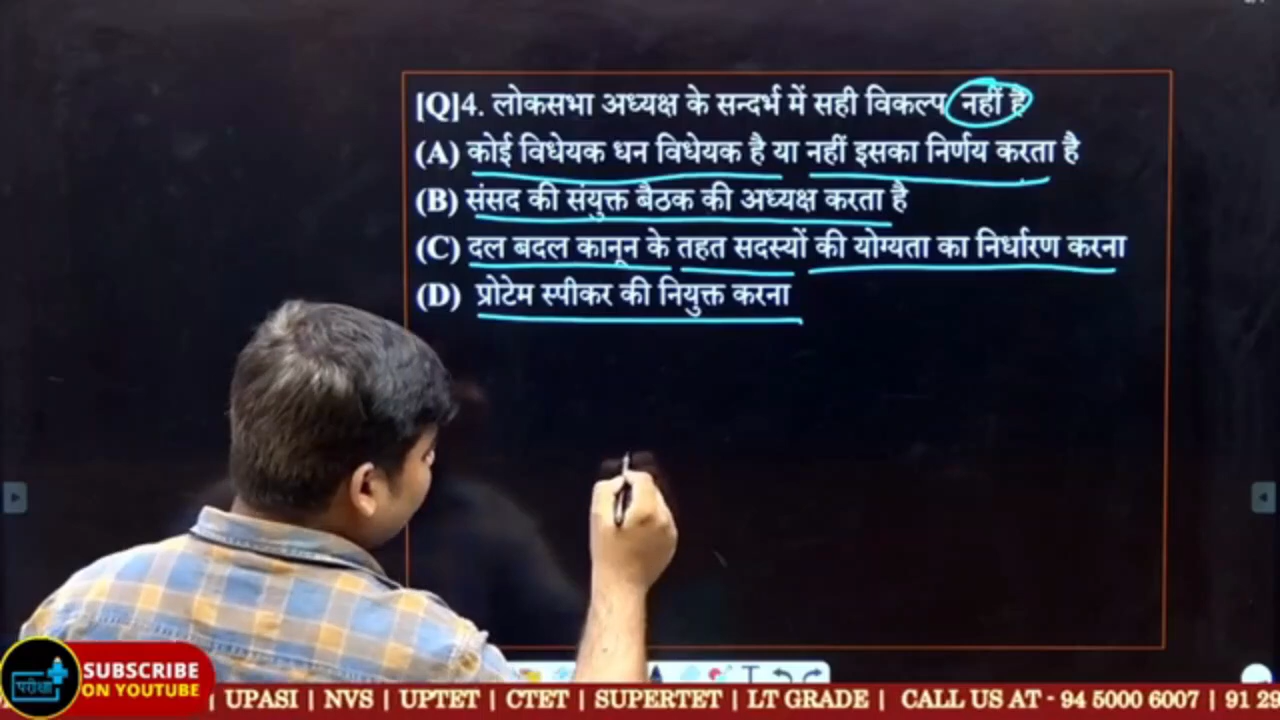 [Q]4. लोकसभा अध्यक्ष के सन्दर्भ में सही विकल्प नहीं है
(A) कोई विधेयक धन विधेयक है या नहीं इसका निर्णय करता है
(B) संसद की संयुक्त बैठक की अध्यक्ष करता है
(C) दल बदल कानून के तहत सदस्यों की योग्यता का निर्धारण करना
(D) प्रोटेम स्पीकर की नियुक्त करना
परीक्षा
SUBSCRIBE
ON YOUTUBE
| UPASI | NVS | UPTET | CTET | SUPERTET | LT GRADE | CALL US AT - 94 5000 6007 | 91 29